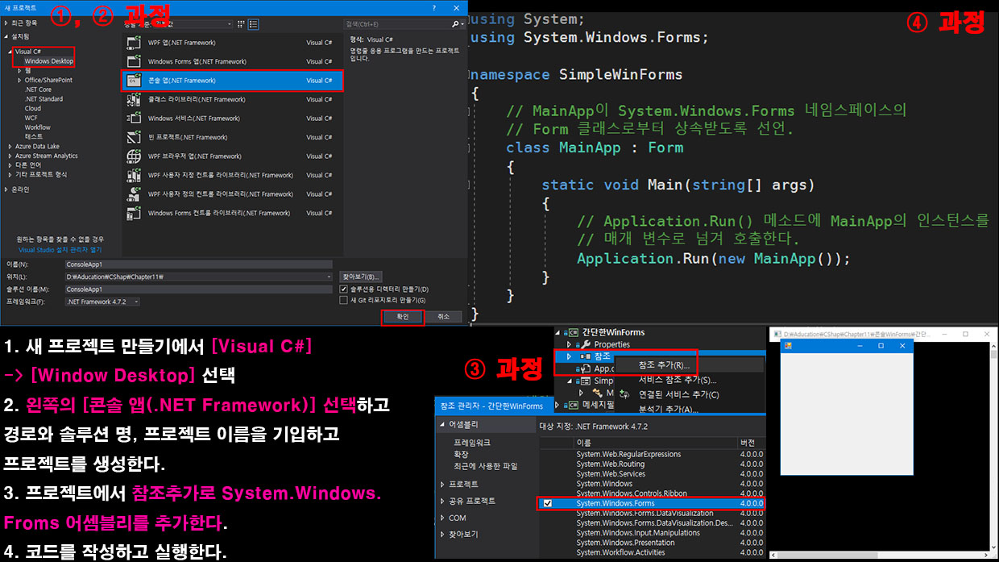 새 프로젝트
①, ② 과정
최근 항목
설치됨
Visual C#
Windows Desktop
웹
Office/SharePoint
.NET Core
.NET Standard
Cloud
WCF
Workflow
테스트
Azure Data Lake
Azure Stream Analytics
다른 언어
기타 프로젝트 형식
온라인
원하는 항목을 찾을 수 없을 경우
Visual Studio 설치 관리자 열기
WPF 앱(.NET Framework) Visual C#
Windows Forms 앱(.NET Framework) Visual C#
콘솔 앱(.NET Framework) Visual C#
클래스 라이브러리(.NET Framework) Visual C#
Windows 서비스(.NET Framework) Visual C#
빈 프로젝트(.NET Framework) Visual C#
WPF 브라우저 앱(.NET Framework) Visual C#
WPF 사용자 지정 컨트롤 라이브러리(.NET Framework) Visual C#
WPF 사용자 정의 컨트롤 라이브러리(.NET Framework) Visual C#
Windows Forms 컨트롤 라이브러리(.NET Framework) Visual C#
검색(Ctrl+E)
형식: Visual C#
명령줄 응용 프로그램을 만드는 프로젝트
입니다.
이름(N): ConsoleApp1
위치(L): D:₩Aducation₩CShap₩Chapter11₩ 찾아보기(B)...
솔루션 이름(M): ConsoleApp1 솔루션용 디렉터리 만들기(D)
프레임워크(F): .NET Framework 4.7.2 새 Git 리포지토리 만들기(G)
확인 취소
④ 과정
using System;
using System.Windows.Forms;
namespace SimpleWinForms
{
// MainApp이 System.Windows.Forms 네임스페이스의
// Form 클래스로부터 상속받도록 선언.
class MainApp : Form
{
static void Main(string[] args)
{
// Application.Run() 메소드에 MainApp의 인스턴스를
// 매개 변수로 넘겨 호출한다.
Application.Run(new MainApp());
}
}
}
1. 새 프로젝트 만들기에서 [Visual C#]
-> [Window Desktop] 선택
2. 왼쪽의 [콘솔 앱(.NET Framework)] 선택하고
경로와 솔루션 명, 프로젝트 이름을 기입하고
프로젝트를 생성한다.
3. 프로젝트에서 참조추가로 System.Windows.
Froms 어셈블리를 추가한다.
4. 코드를 작성하고 실행한다.
③ 과정
간단한WinForms
Properties
참조
App.c
Simp
M
메세지필
참조 추가(R)...
서비스 참조 추가(S)...
연결된 서비스 추가(C)
분석기 추가(A)...
참조 관리자 - 간단한WinForms
어셈블리
프레임워크
확장
최근에 사용한 파일
프로젝트
공유 프로젝트
COM
찾아보기
대상 지정: .NET Framework 4.7.2
이름 버전
System.Web.RegularExpressions 4.0.0.0
System.Web.Routing 4.0.0.0
System.Web.Services 4.0.0.0
System.Windows 4.0.0.0
System.Windows.Controls.Ribbon 4.0.0.0
System.Windows.Forms 4.0.0.0
System.Windows.Forms.DataVisualization 4.0.0.0
System.Windows.Forms.DataVisualization.Des... 4.0.0.0
System.Windows.Input.Manipulations 4.0.0.0
System.Windows.Presentation 4.0.0.0
System.Workflow.Activities 4.0.0.0
D:₩Aducation₩CShap₩Chapter11₩콘솔WinForms₩간단...